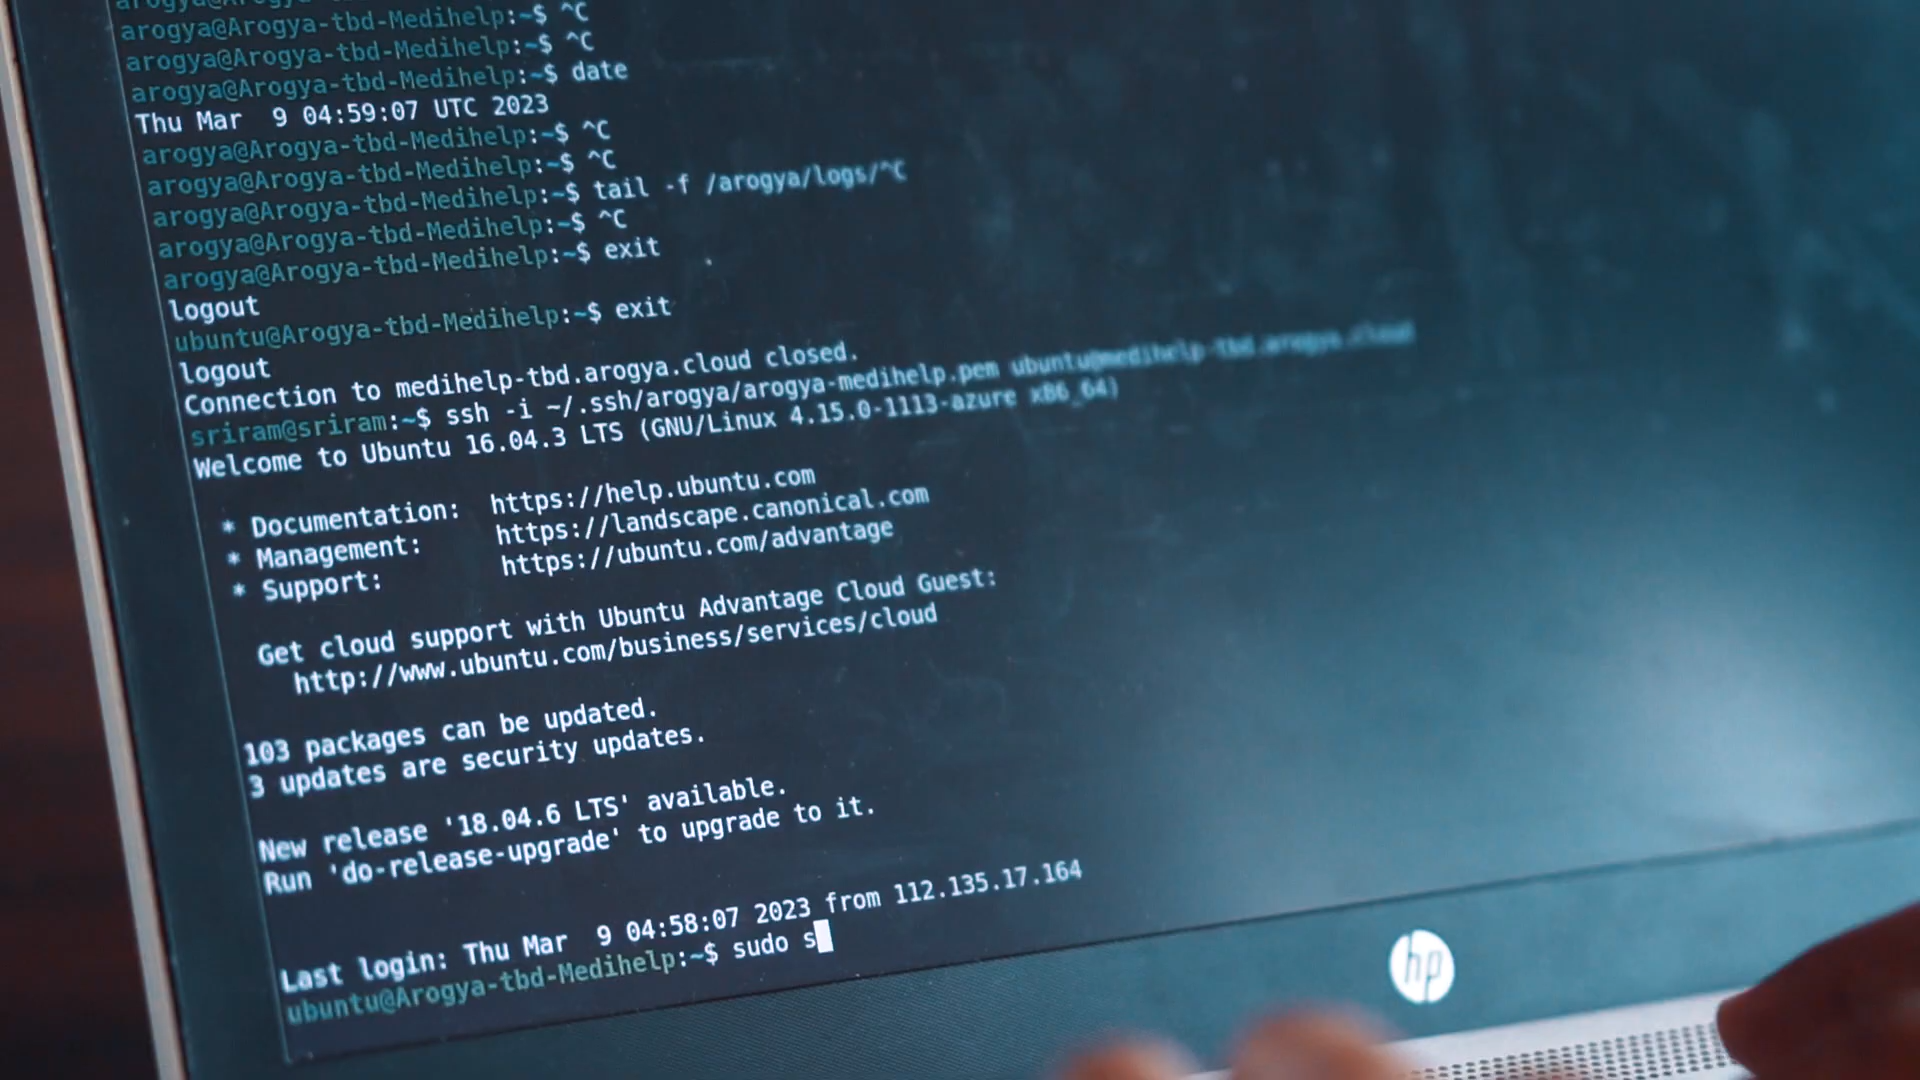 arogya@Arogya-tbd-Medihelp:~$ ^C
arogya@Arogya-tbd-Medihelp:~$ ^C
arogya@Arogya-tbd-Medihelp:~$ date
Thu Mar  9 04:59:07 UTC 2023
arogya@Arogya-tbd-Medihelp:~$ ^C
arogya@Arogya-tbd-Medihelp:~$ ^C
arogya@Arogya-tbd-Medihelp:~$ tail -f /arogya/logs/^C
arogya@Arogya-tbd-Medihelp:~$ ^C
arogya@Arogya-tbd-Medihelp:~$ exit
logout
ubuntu@Arogya-tbd-Medihelp:~$ exit
logout
Connection to medihelp-tbd.arogya.cloud closed.
sriram@sriram:~$ ssh -i ~/.ssh/arogya/arogya-medihelp.pem ubuntu@medihelp-tbd.arogya.cloud
Welcome to Ubuntu 16.04.3 LTS (GNU/Linux 4.15.0-1113-azure x86_64)
* Documentation:  https://help.ubuntu.com
* Management:     https://landscape.canonical.com
* Support:        https://ubuntu.com/advantage
Get cloud support with Ubuntu Advantage Cloud Guest:
http://www.ubuntu.com/business/services/cloud
103 packages can be updated.
3 updates are security updates.
New release '18.04.6 LTS' available.
Run 'do-release-upgrade' to upgrade to it.
Last login: Thu Mar  9 04:58:07 2023 from 112.135.17.164
ubuntu@Arogya-tbd-Medihelp:~$ sudo s
hp